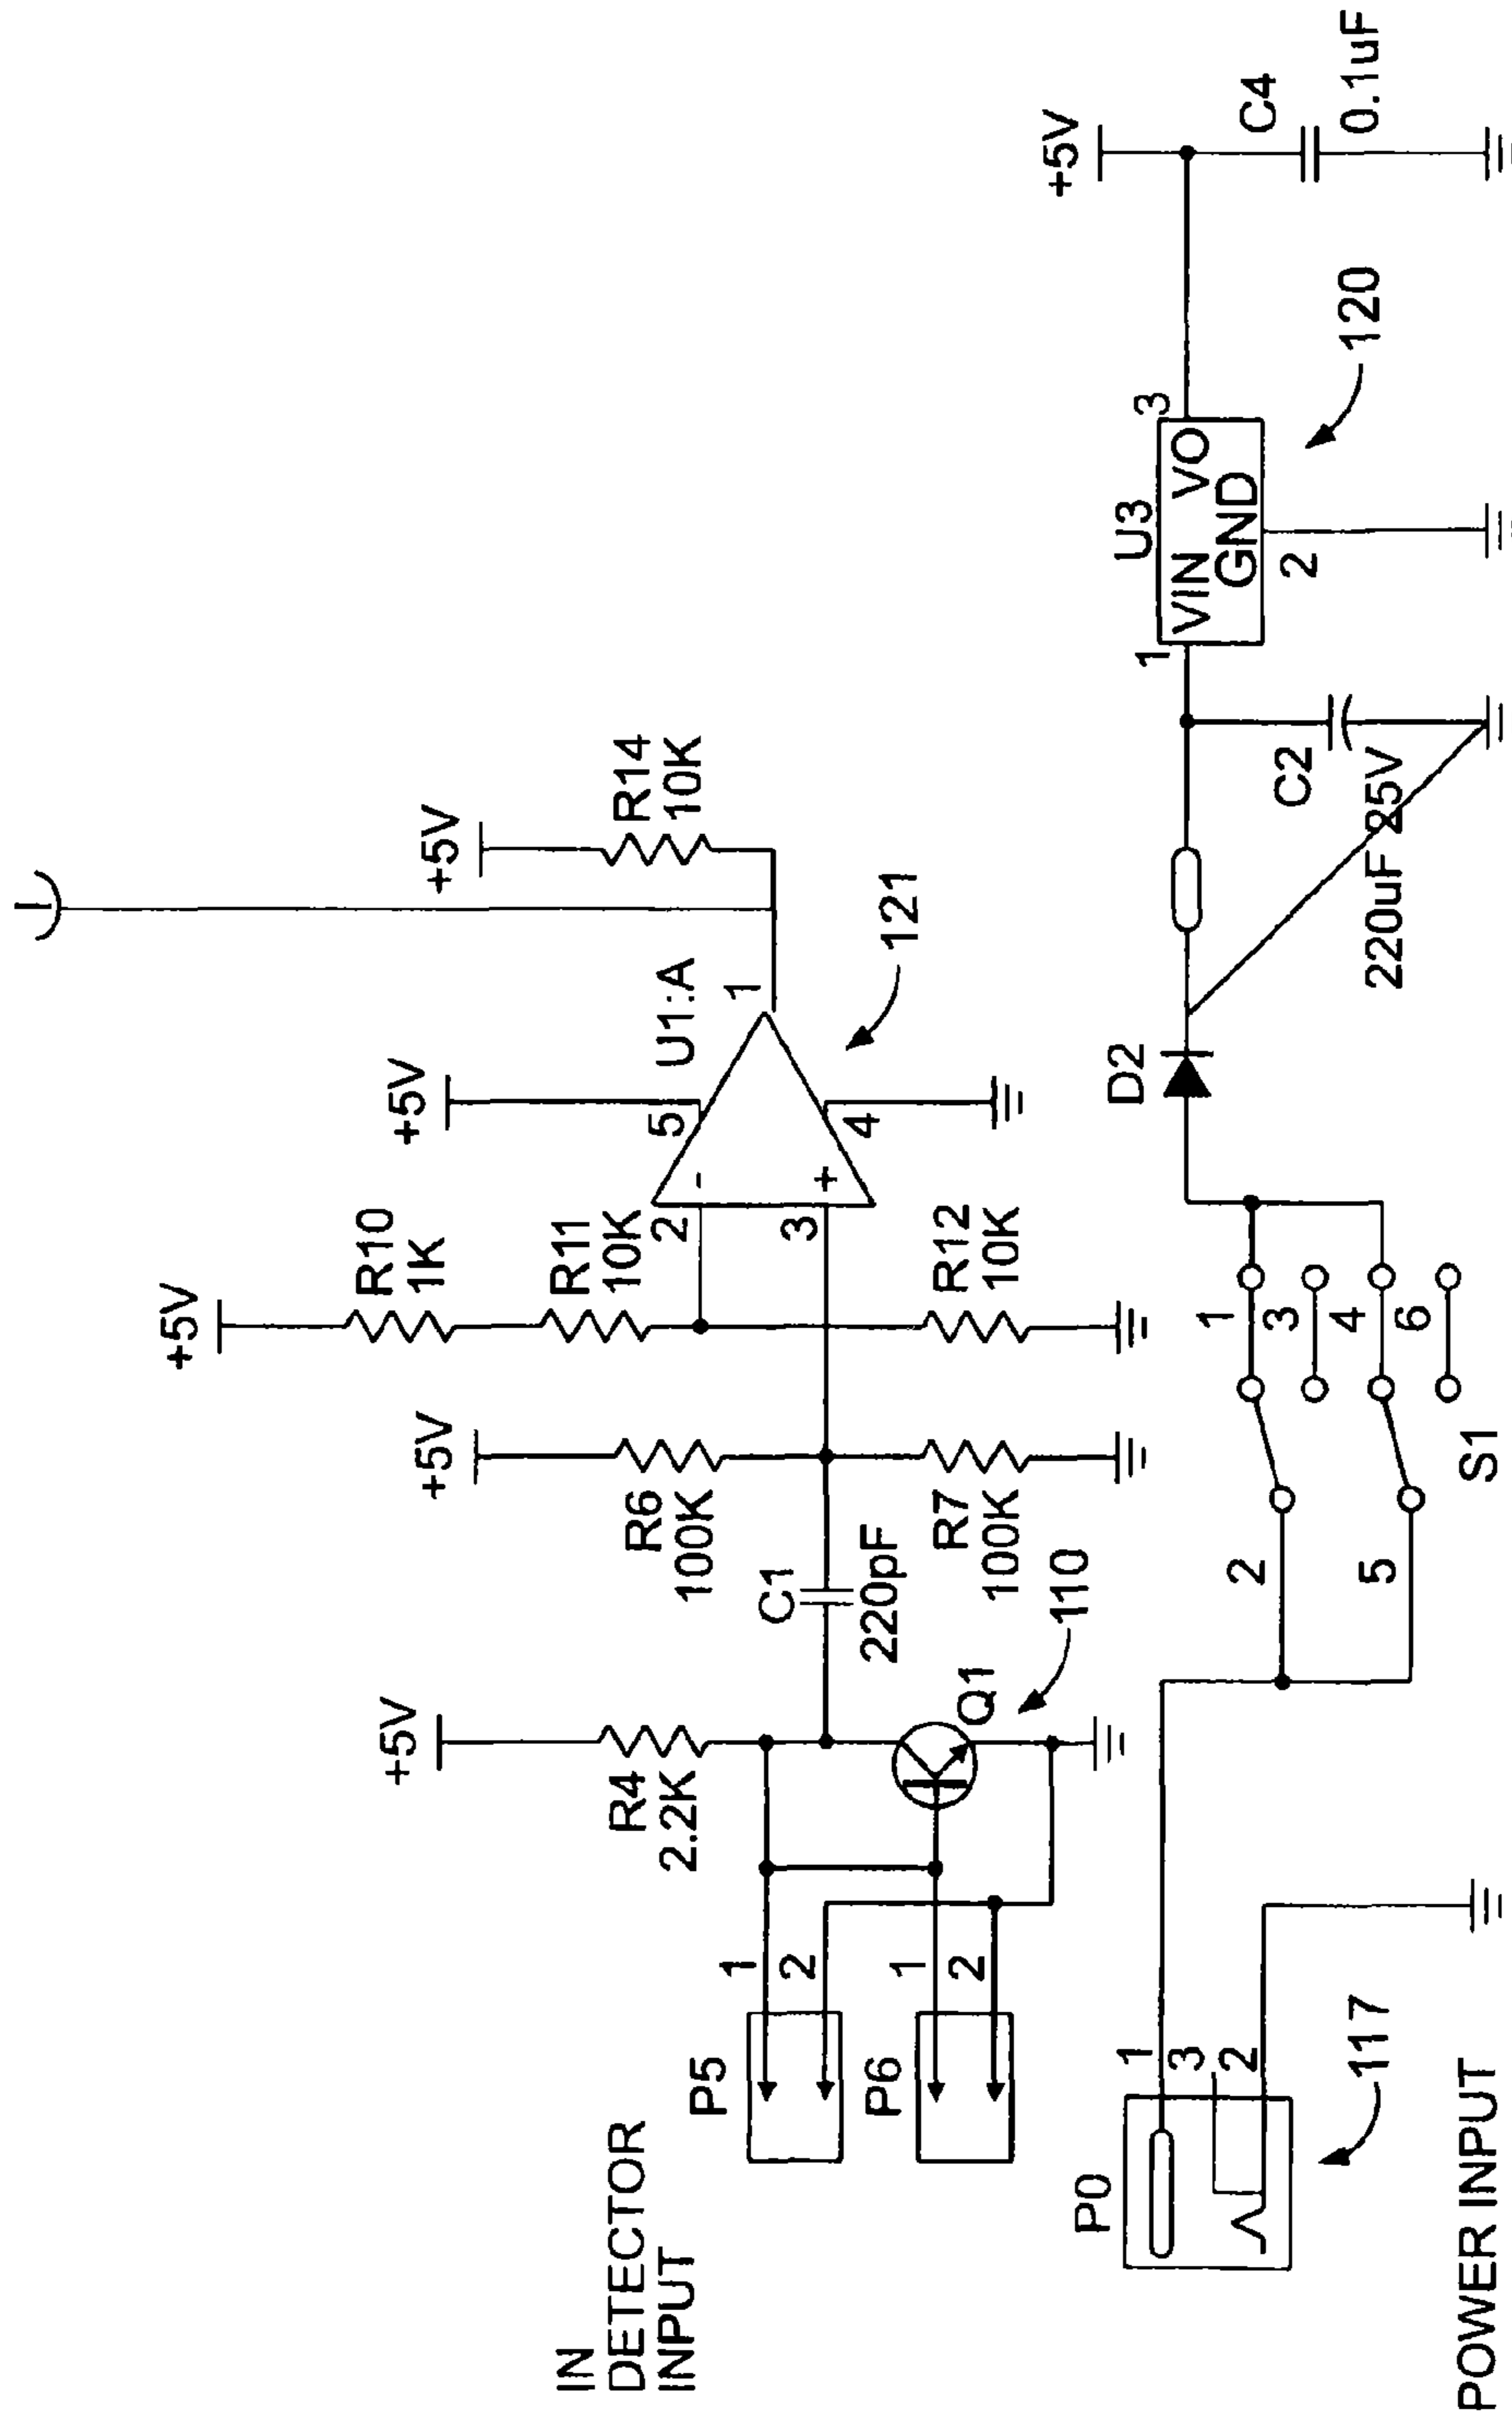 I
+5V
R10
1K
R11
10K
+5V
R4
2.2K
+5V
R6
100K
+5V
U1:A
5
2
-
3
+
4
1
+5V
R14
10K
121
C1
220pF
R7
100K
R12
10K
IN
DETECTOR
INPUT
P5
1
2
P6
1
2
Q1
110
P0
1
3
2
117
POWER INPUT
2
5
1
3
4
6
S1
D2
C2
220uF 25V
U3
1
VIN VO
GND
3
2
120
+5V
C4
0.1uF